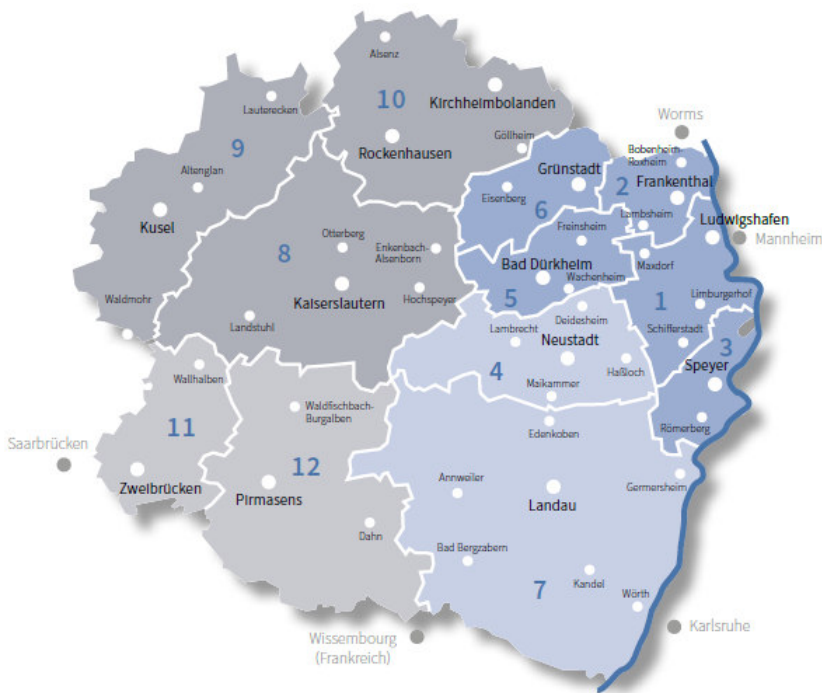 Alsenz
10
Kirchheimbolanden
Lauterecken
Worms
Göllheim
Rockenhausen
9
Bobenheim-
Roxheim
Grünstadt
2
Altenglan
Eisenberg
Frankenthal
6
Kusel
Lambsheim
Ludwigshafen
Otterberg
Freinsheim
Mannheim
8
Enkenbach-
Alsenborn
Maxdorf
Bad Dürkheim
Wachenheim
Kaiserslautern
Hochspeyer
5
1
Limburgerhof
Waldmohr
Deidesheim
Landstuhl
Lambrecht
Schifferstadt
Neustadt
3
Wallhalben
4
Haßloch
Speyer
Maikammer
Waldfischbach-
Burgalben
11
Edenkoben
Römerberg
Saarbrücken
12
Zweibrücken
Annweiler
Germersheim
Pirmasens
Landau
Dahn
Bad Bergzabern
7
Kandel
Wörth
Wissembourg
(Frankreich)
Karlsruhe